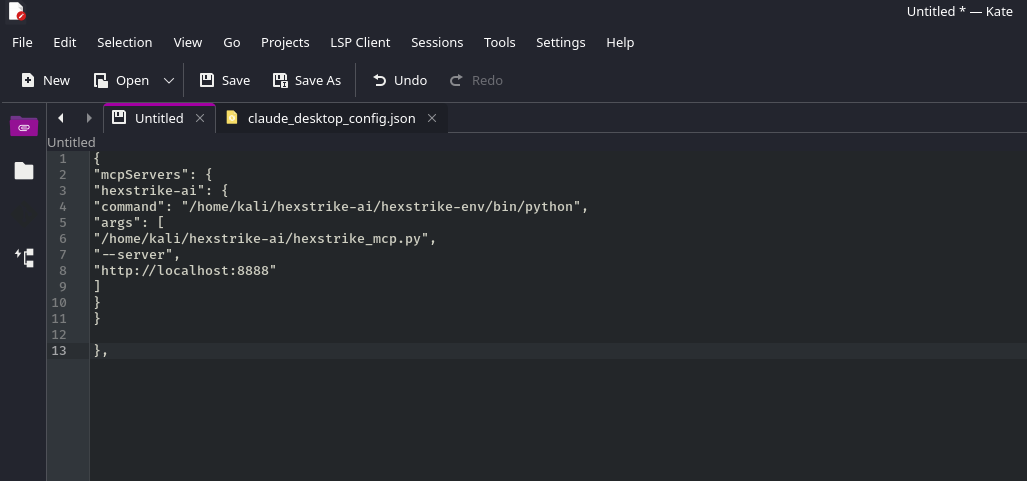 Untitled * — Kate
File Edit Selection View Go Projects LSP Client Sessions Tools Settings Help
New Open Save Save As Undo Redo
Untitled claude_desktop_config.json
Untitled
1 {
2 "mcpServers": {
3 "hexstrike-ai": {
4 "command": "/home/kali/hexstrike-ai/hexstrike-env/bin/python",
5 "args": [
6 "/home/kali/hexstrike-ai/hexstrike_mcp.py",
7 "--server",
8 "http://localhost:8888"
9 ]
10 }
11 }
12
13 },